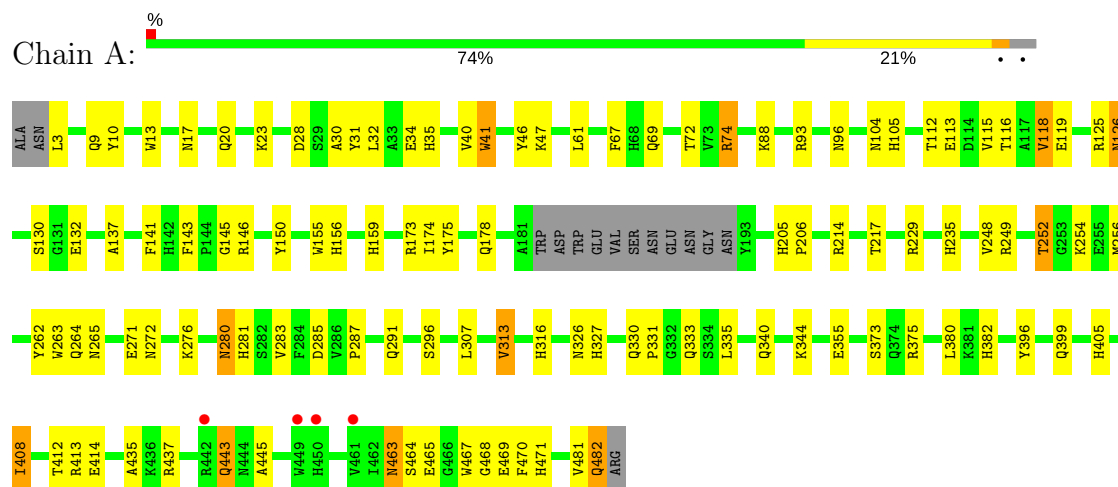 %
Chain A:
74% 21% • •
ALA ASN L3 Q9 Y10 W13 N17 Q20 K23 D28 S29 A30 Y31 L32 A33 E34 H35 V40 W41 Y46 K47 L61 F67 H68 Q69 T72 V73 R74 K88 R93 N96 N104 H105 T112 E113 D114 V115 T116 A117 V118 E119 R125 N126
S130 G131 E132 A137 F141 H142 F143 P144 G145 R146 Y150 W155 H156 H159 R173 I174 Y175 Q178 A181 TRP ASP TRP GLU VAL SER ASN GLU ASN GLY ASN Y193 H205 P206 R214 T217 R229 H235 V248 R249 T252 G253 K254 E255 M256
Y262 W263 Q264 N265 E271 N272 K276 N280 H281 S282 V283 F284 D285 V286 P287 Q291 S296 L307 V313 H316 N326 H327 Q330 P331 G332 Q333 S334 L335 Q340 K344 E355 S373 Q374 R375 L380 K381 H382 Y396 Q399 H405
I408 T412 R413 E414 A435 K436 R437 R442 Q443 N444 A445 W449 H450 V461 I462 N463 S464 E465 G466 W467 G468 E469 F470 H471 V481 Q482 ARG